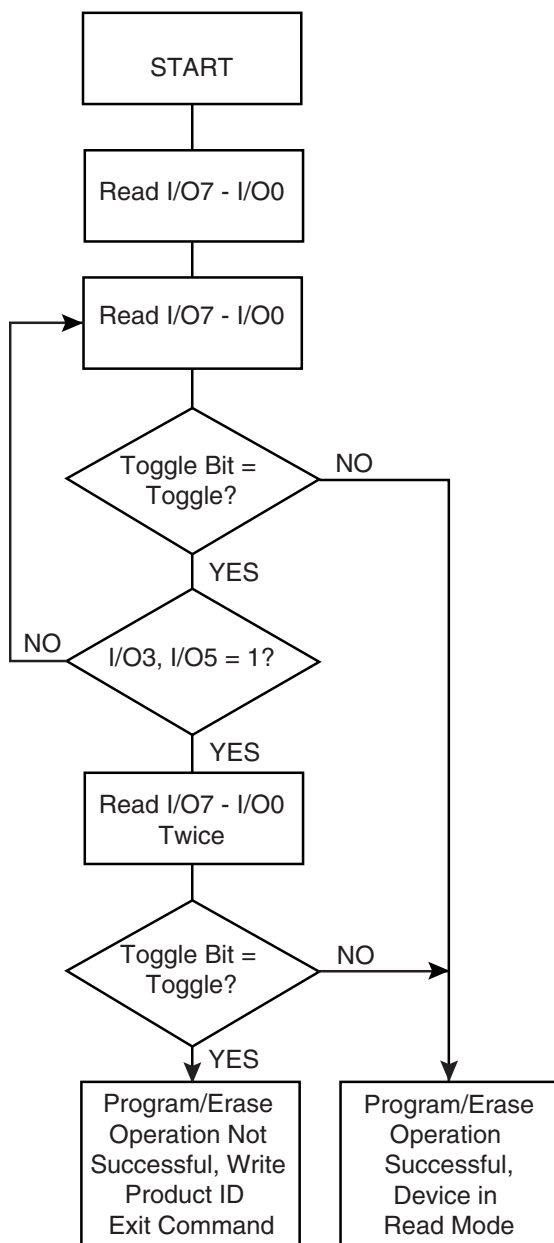 START
Read I/O7 - I/O0
Read I/O7 - I/O0
Toggle Bit =
Toggle?
NO
YES
NO
I/O3, I/O5 = 1?
YES
Read I/O7 - I/O0
Twice
Toggle Bit =
Toggle?
NO
YES
Program/Erase
Operation Not
Successful, Write
Product ID
Exit Command
Program/Erase
Operation
Successful,
Device in
Read Mode